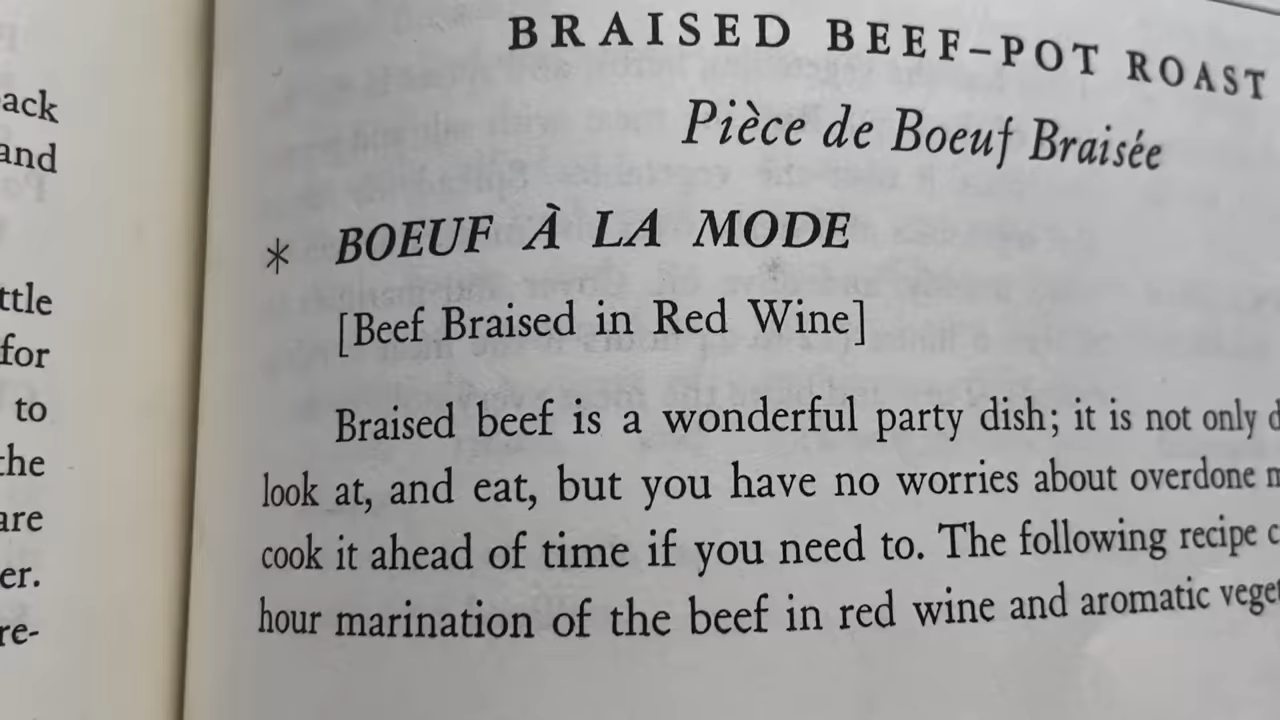 ack
and
ttle
for
to
the
are
er.
re-
BRAISED BEEF–POT ROAST
Pièce de Boeuf Braisée
* BOEUF À LA MODE
[Beef Braised in Red Wine]
Braised beef is a wonderful party dish; it is not only
look at, and eat, but you have no worries about overdone
cook it ahead of time if you need to. The following recipe
hour marination of the beef in red wine and aromatic veget